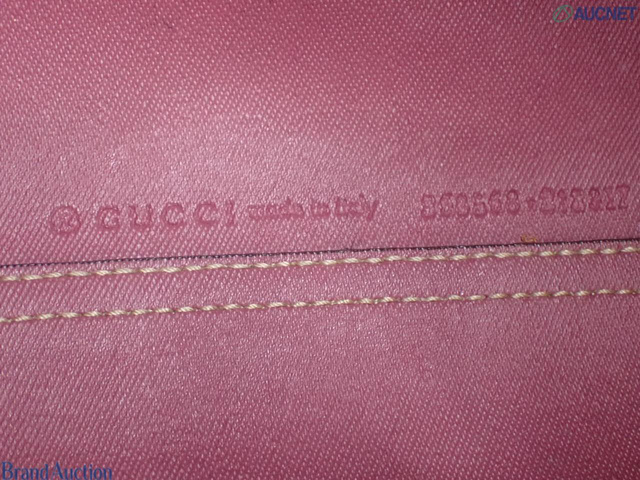 AUCNET
® GUCCI made in italy
Brand Auction